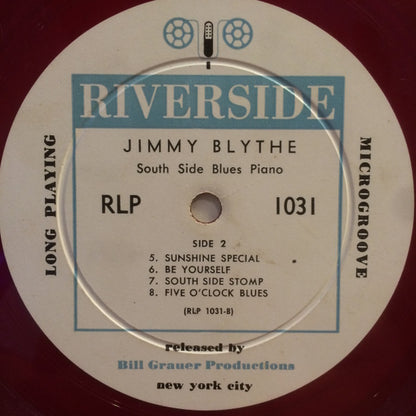 RIVERSIDE
JIMMY BLYTHE
South Side Blues Piano
LONG PLAYING
RLP 1031
MICROGROOVE
SIDE 2
5. SUNSHINE SPECIAL
6. BE YOURSELF
7. SOUTH SIDE STOMP
8. FIVE O'CLOCK BLUES
(RLP 1031-B)
released by
Bill Grauer Productions
new york city